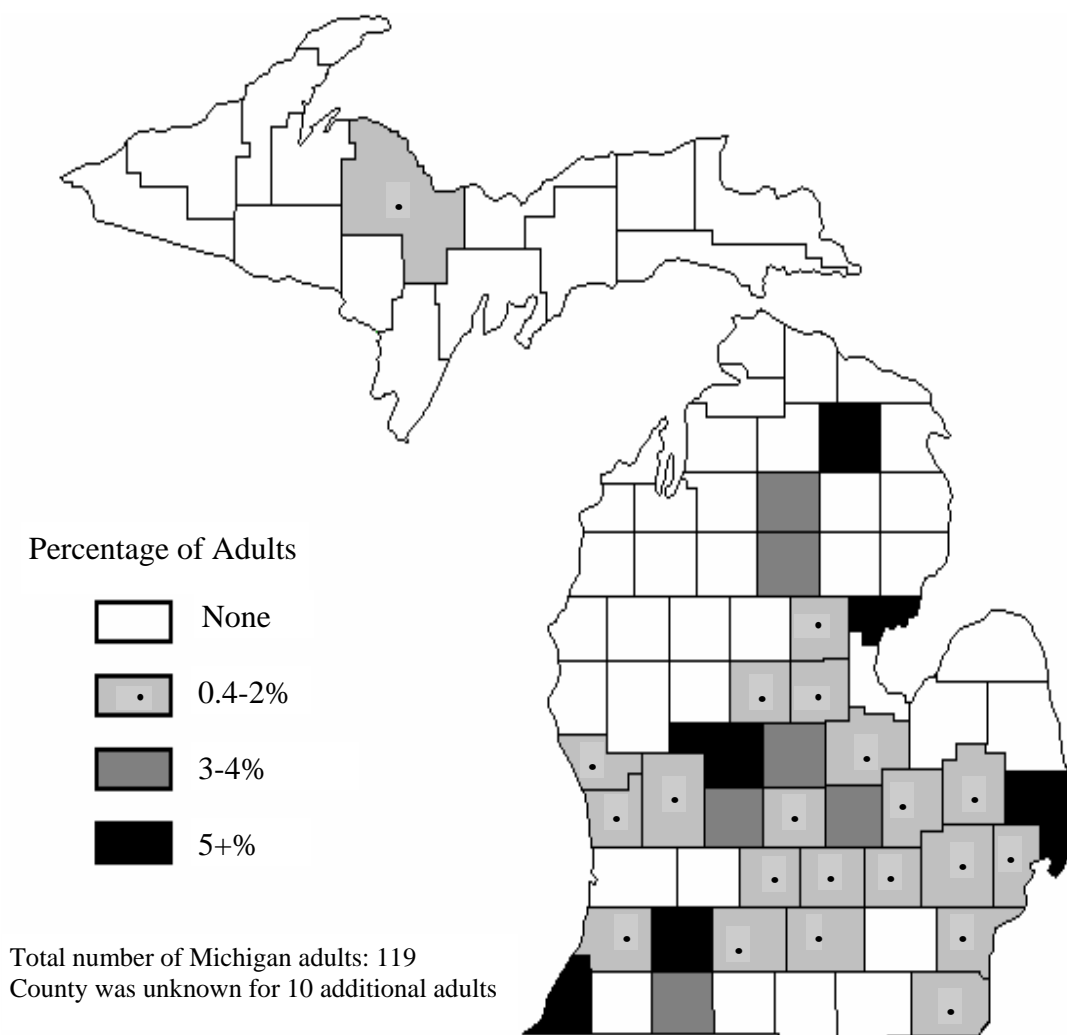 Percentage of Adults
None
0.4-2%
3-4%
5+%
Total number of Michigan adults: 119
County was unknown for 10 additional adults